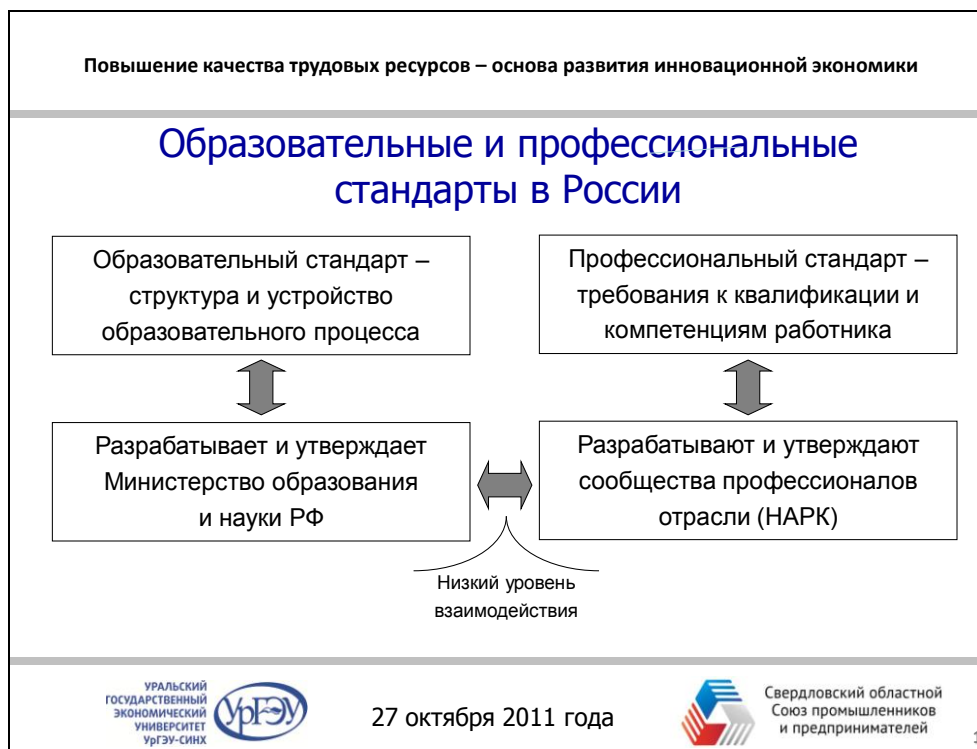 Повышение качества трудовых ресурсов – основа развития инновационной экономики
Образовательные и профессиональные
стандарты в России
Образовательный стандарт –
структура и устройство
образовательного процесса
Профессиональный стандарт –
требования к квалификации и
компетенциям работника
Разрабатывает и утверждает
Министерство образования
и науки РФ
Разрабатывают и утверждают
сообщества профессионалов
отрасли (НАРК)
Низкий уровень
взаимодействия
УРАЛЬСКИЙ
ГОСУДАРСТВЕННЫЙ
ЭКОНОМИЧЕСКИЙ
УНИВЕРСИТЕТ
УрГЭУ-СИНХ
УрГЭУ
27 октября 2011 года
Свердловский областной
Союз промышленников
и предпринимателей